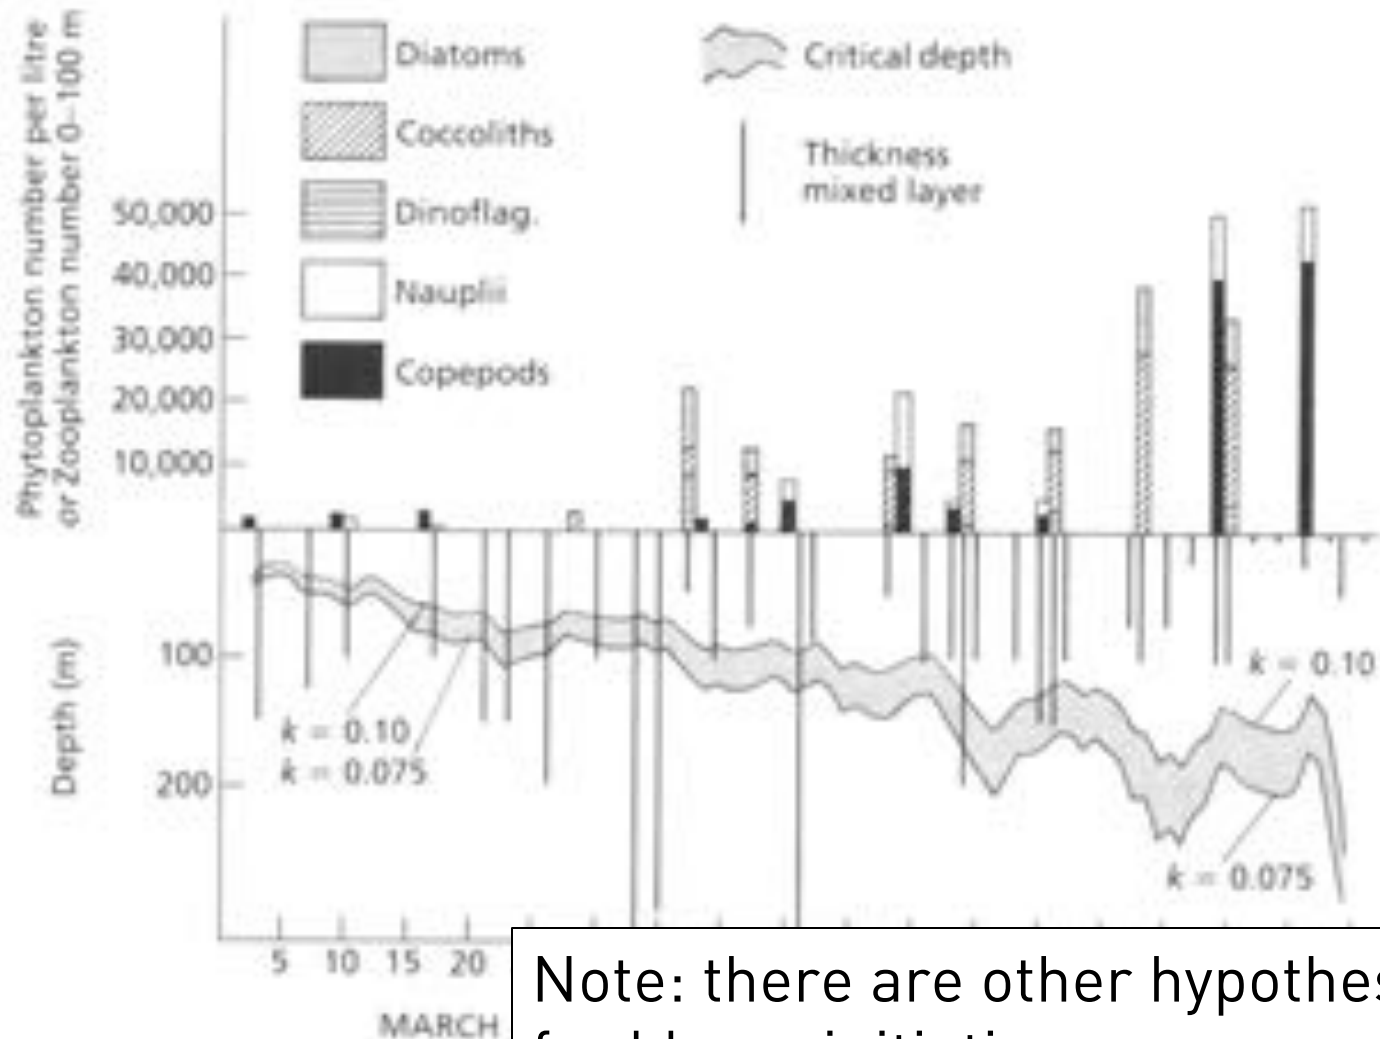 Phytoplankton number per litre
or Zooplankton number 0–100 m
Diatoms
Coccoliths
Dinoflag.
Nauplii
Copepods
Critical depth
Thickness
mixed layer
50,000
40,000
30,000
20,000
10,000
Depth (m)
100
200
k = 0.10
k = 0.075
k = 0.10
k = 0.075
5 10 15 20
MARCH
Note: there are other hypothes